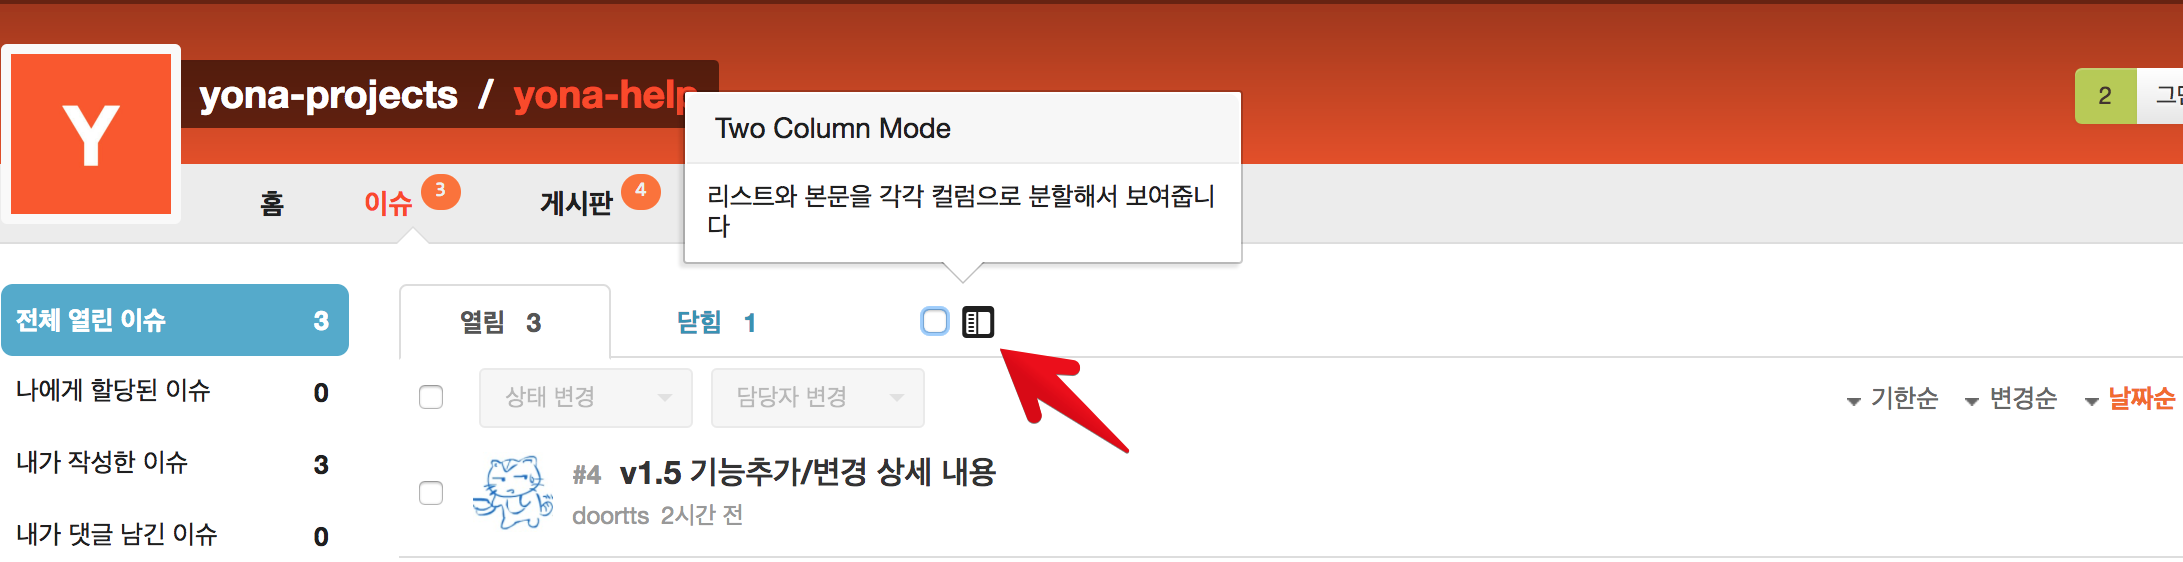 Y
yona-projects / yona-help
2
Two Column Mode
리스트와 본문을 각각 컬럼으로 분할해서 보여줍니
다
홈 이슈 3 게시판 4
전체 열린 이슈 3
나에게 할당된 이슈 0
내가 작성한 이슈 3
내가 댓글 남긴 이슈 0
열림 3 닫힘 1
상태 변경 담당자 변경 기한순 변경순 날짜순
#4 v1.5 기능추가/변경 상세 내용
doortts 2시간 전